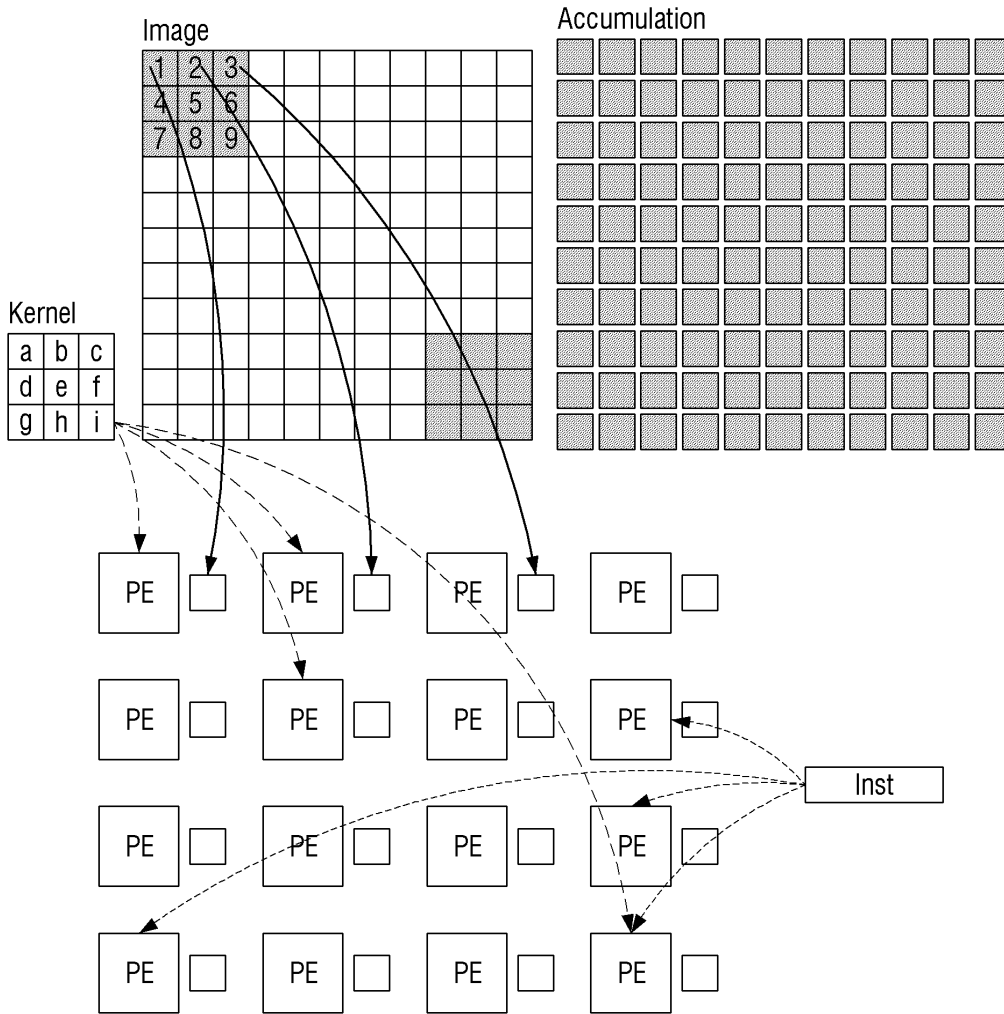 Image
Accumulation
1 2 3
4 5 6
7 8 9
Kernel
a b c
d e f
g h i
PE PE PE PE
PE PE PE PE
Inst
PE PE PE PE
PE PE PE PE